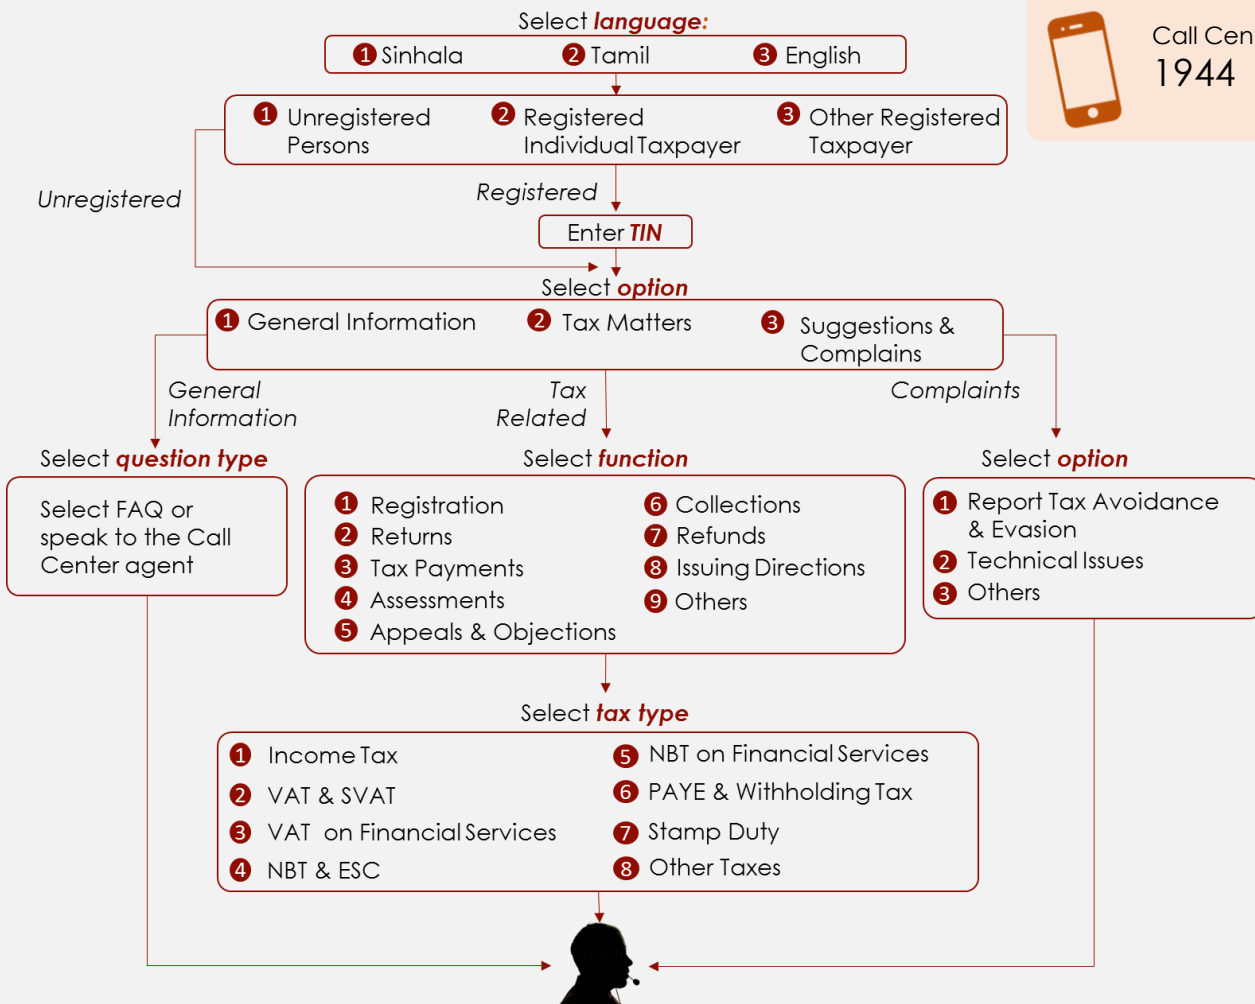 Select language:
1 Sinhala 2 Tamil 3 English
Call Cen
1944
1 Unregistered Persons
2 Registered Individual Taxpayer
3 Other Registered Taxpayer
Unregistered
Registered
Enter TIN
Select option
1 General Information
2 Tax Matters
3 Suggestions &
Complains
General
Information
Tax
Related
Complaints
Select question type
Select FAQ or
speak to the Call
Center agent
Select function
1 Registration
2 Returns
3 Tax Payments
4 Assessments
5 Appeals & Objections
6 Collections
7 Refunds
8 Issuing Directions
9 Others
Select option
1 Report Tax Avoidance
& Evasion
2 Technical Issues
3 Others
Select tax type
1 Income Tax
2 VAT & SVAT
3 VAT on Financial Services
4 NBT & ESC
5 NBT on Financial Services
6 PAYE & Withholding Tax
7 Stamp Duty
8 Other Taxes